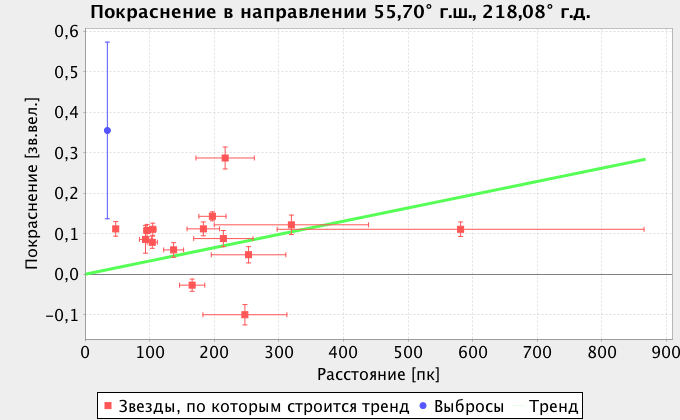 Покраснение в направлении 55,70° г.ш., 218,08° г.д.
Покраснение [зв.вел.]
0,6
0,5
0,4
0,3
0,2
0,1
0,0
-0,1
0 100 200 300 400 500 600 700 800 900
Расстояние [пк]
Звезды, по которым строится тренд Выбросы Тренд